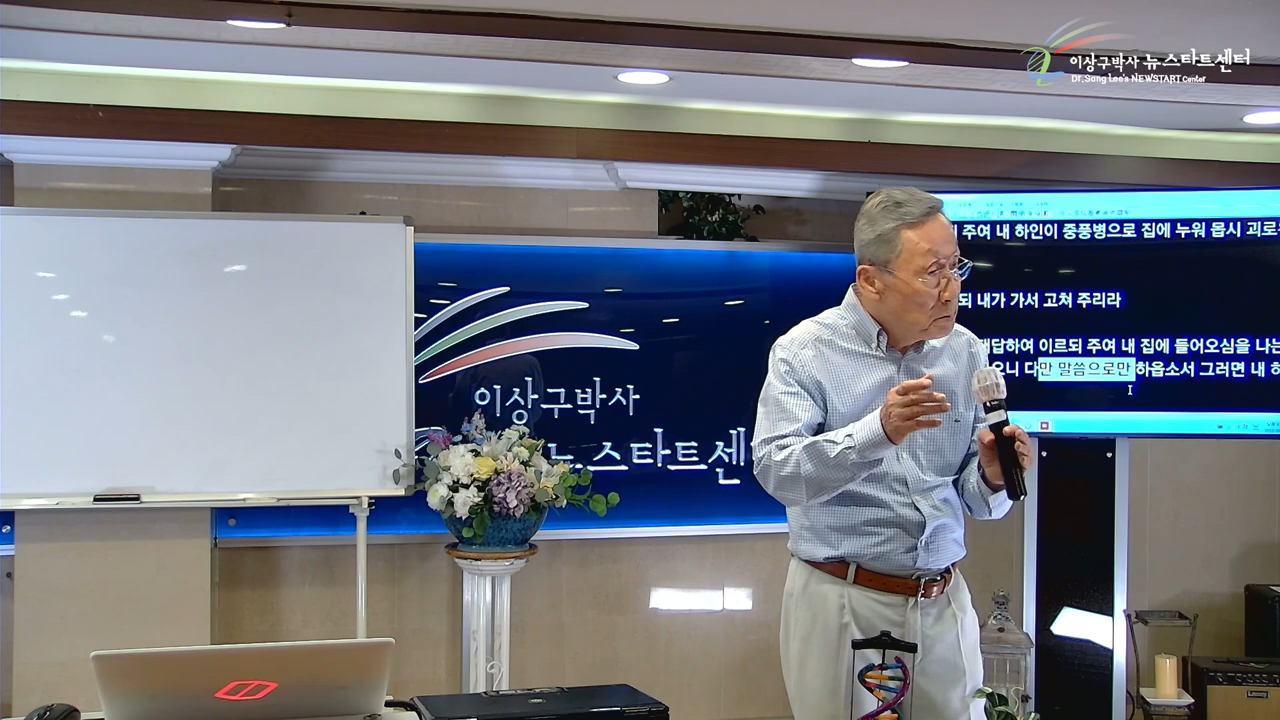 이상구박사 뉴스타트센터
Dr. Sang Lee's NEWSTART Center
주여 내 하인이 중풍병으로 집에 누워 몹시 괴로
되 내가 가서 고쳐 주리라
대답하여 이르되 주여 내 집에 들어오심을 나는
오니 다만 말씀으로만 하옵소서 그러면 내 하
이상구박사
뉴스타트센
Laney